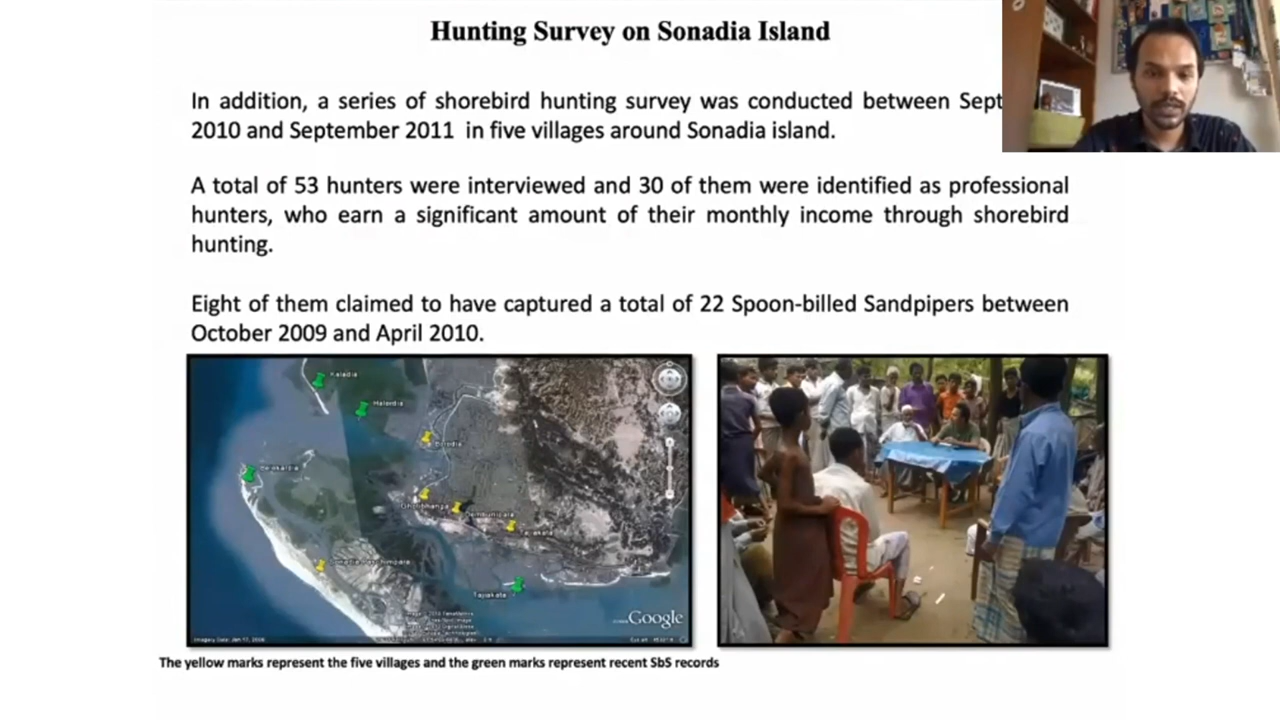 Hunting Survey on Sonadia Island
In addition, a series of shorebird hunting survey was conducted between Sept
2010 and September 2011 in five villages around Sonadia island.
A total of 53 hunters were interviewed and 30 of them were identified as professional
hunters, who earn a significant amount of their monthly income through shorebird
hunting.
Eight of them claimed to have captured a total of 22 Spoon-billed Sandpipers between
October 2009 and April 2010.
Kaladia
Belekardia
Tajiakata
Tajiakata
Google
The yellow marks represent the five villages and the green marks represent recent SbS records